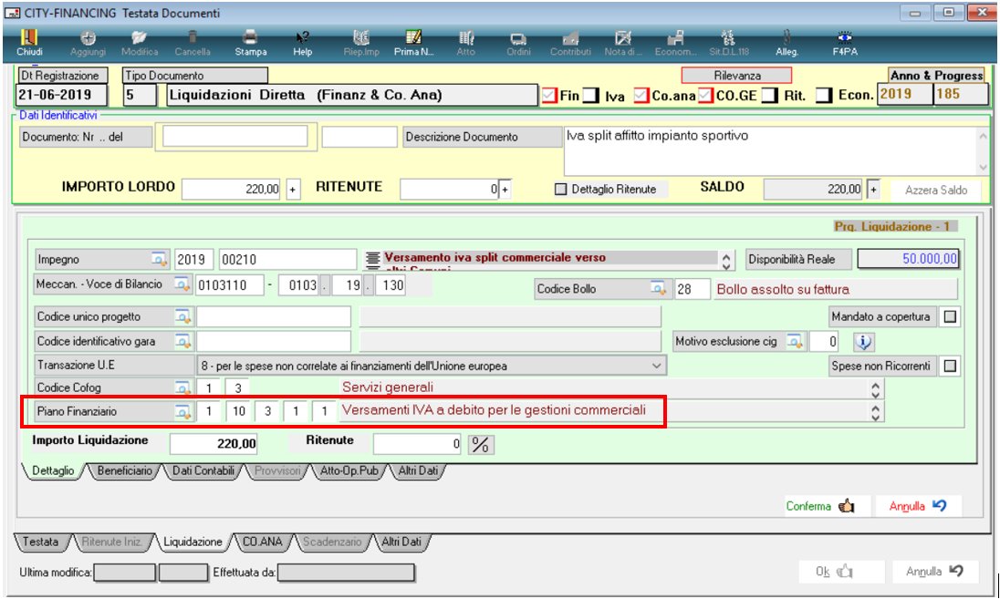 CITY-FINANCING Testata Documenti
Chiudi Aggiungi Modifica Cancella Stampa Help Riep.Imp Prima N... Atto Ordini Contributi Nota di ... Econom... Sit.D.L.118 Alleg. F4PA
Dt Registrazione Tipo Documento Rilevanza Anno & Progress
21-06-2019 5 Liquidazioni Diretta (Finanz & Co. Ana) Fin Iva Co.ana CO.GE Rit. Econ. 2019 185
Dati Identificativi
Documento: Nr .. del Descrizione Documento Iva split affitto impianto sportivo
IMPORTO LORDO 220,00 + RITENUTE 0 + Dettaglio Ritenute SALDO 220,00 + Azzera Saldo
Prg. Liquidazione - 1
Impegno 2019 00210 Versamento iva split commerciale verso Disponibilità Reale 50.000,00
altri Comuni
Meccan. - Voce di Bilancio 0103110 - 0103 . 19 . 130 Codice Bollo 28 Bollo assolto su fattura
Codice unico progetto Mandato a copertura
Codice identificativo gara Motivo esclusione cig 0
Transazione U.E 8 - per le spese non correlate ai finanziamenti dell'Unione europea Spese non Ricorrenti
Codice Cofog 1 3 Servizi generali
Piano Finanziario 1 10 3 1 1 Versamenti IVA a debito per le gestioni commerciali
Importo Liquidazione 220,00 Ritenute 0 %
Dettaglio Beneficiario Dati Contabili Provvisori Atto-Op.Pub Altri Dati
Conferma Annulla
Testata Ritenute Iniz. Liquidazione CO.ANA Scadenzario Altri Dati
Ultima modifica: Effettuata da: Ok Annulla